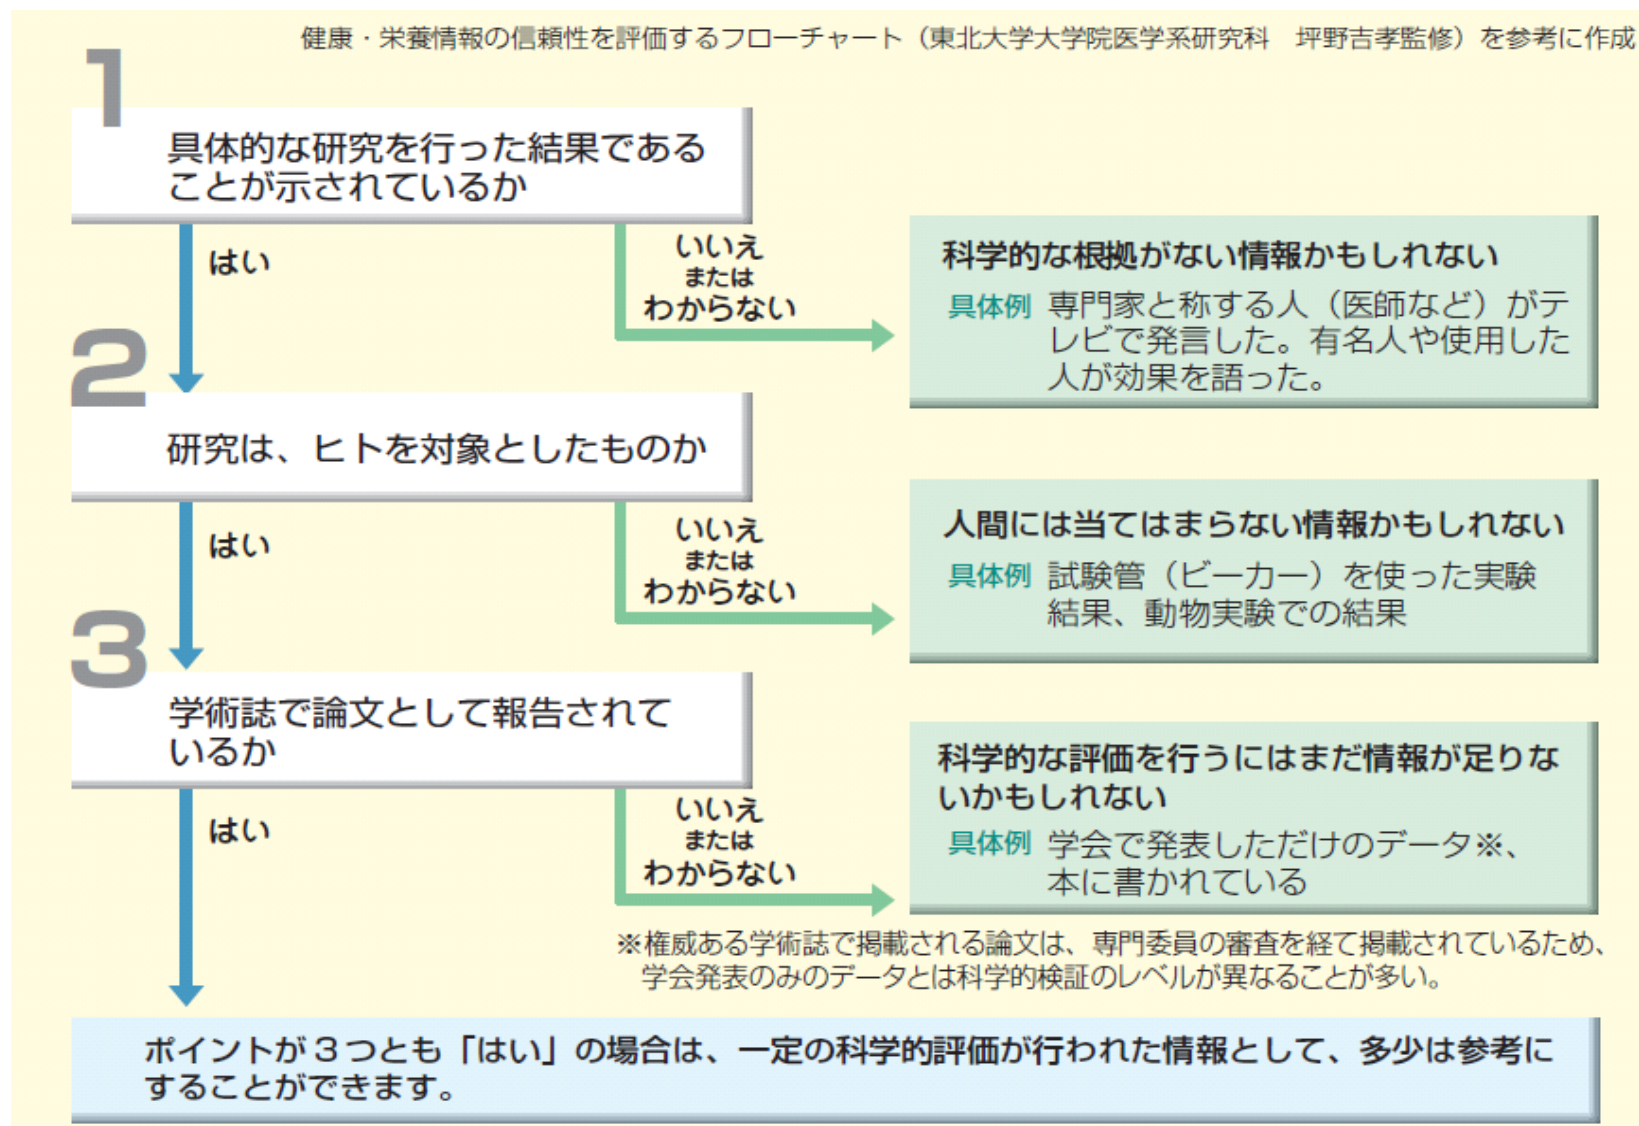 健康・栄養情報の信頼性を評価するフローチャート（東北大学大学院医学系研究科　坪野吉孝監修）を参考に作成
1
具体的な研究を行った結果である
ことが示されているか
はい
いいえ
または
わからない
科学的な根拠がない情報かもしれない
具体例 専門家と称する人（医師など）がテ
レビで発言した。有名人や使用した
人が効果を語った。
2
研究は、ヒトを対象としたものか
はい
いいえ
または
わからない
人間には当てはまらない情報かもしれない
具体例 試験管（ビーカー）を使った実験
結果、動物実験での結果
3
学術誌で論文として報告されて
いるか
はい
いいえ
または
わからない
科学的な評価を行うにはまだ情報が足りな
いかもしれない
具体例 学会で発表しただけのデータ※、
本に書かれている
※権威ある学術誌で掲載される論文は、専門委員の審査を経て掲載されているため、
学会発表のみのデータとは科学的検証のレベルが異なることが多い。
ポイントが３つとも「はい」の場合は、一定の科学的評価が行われた情報として、多少は参考に
することができます。